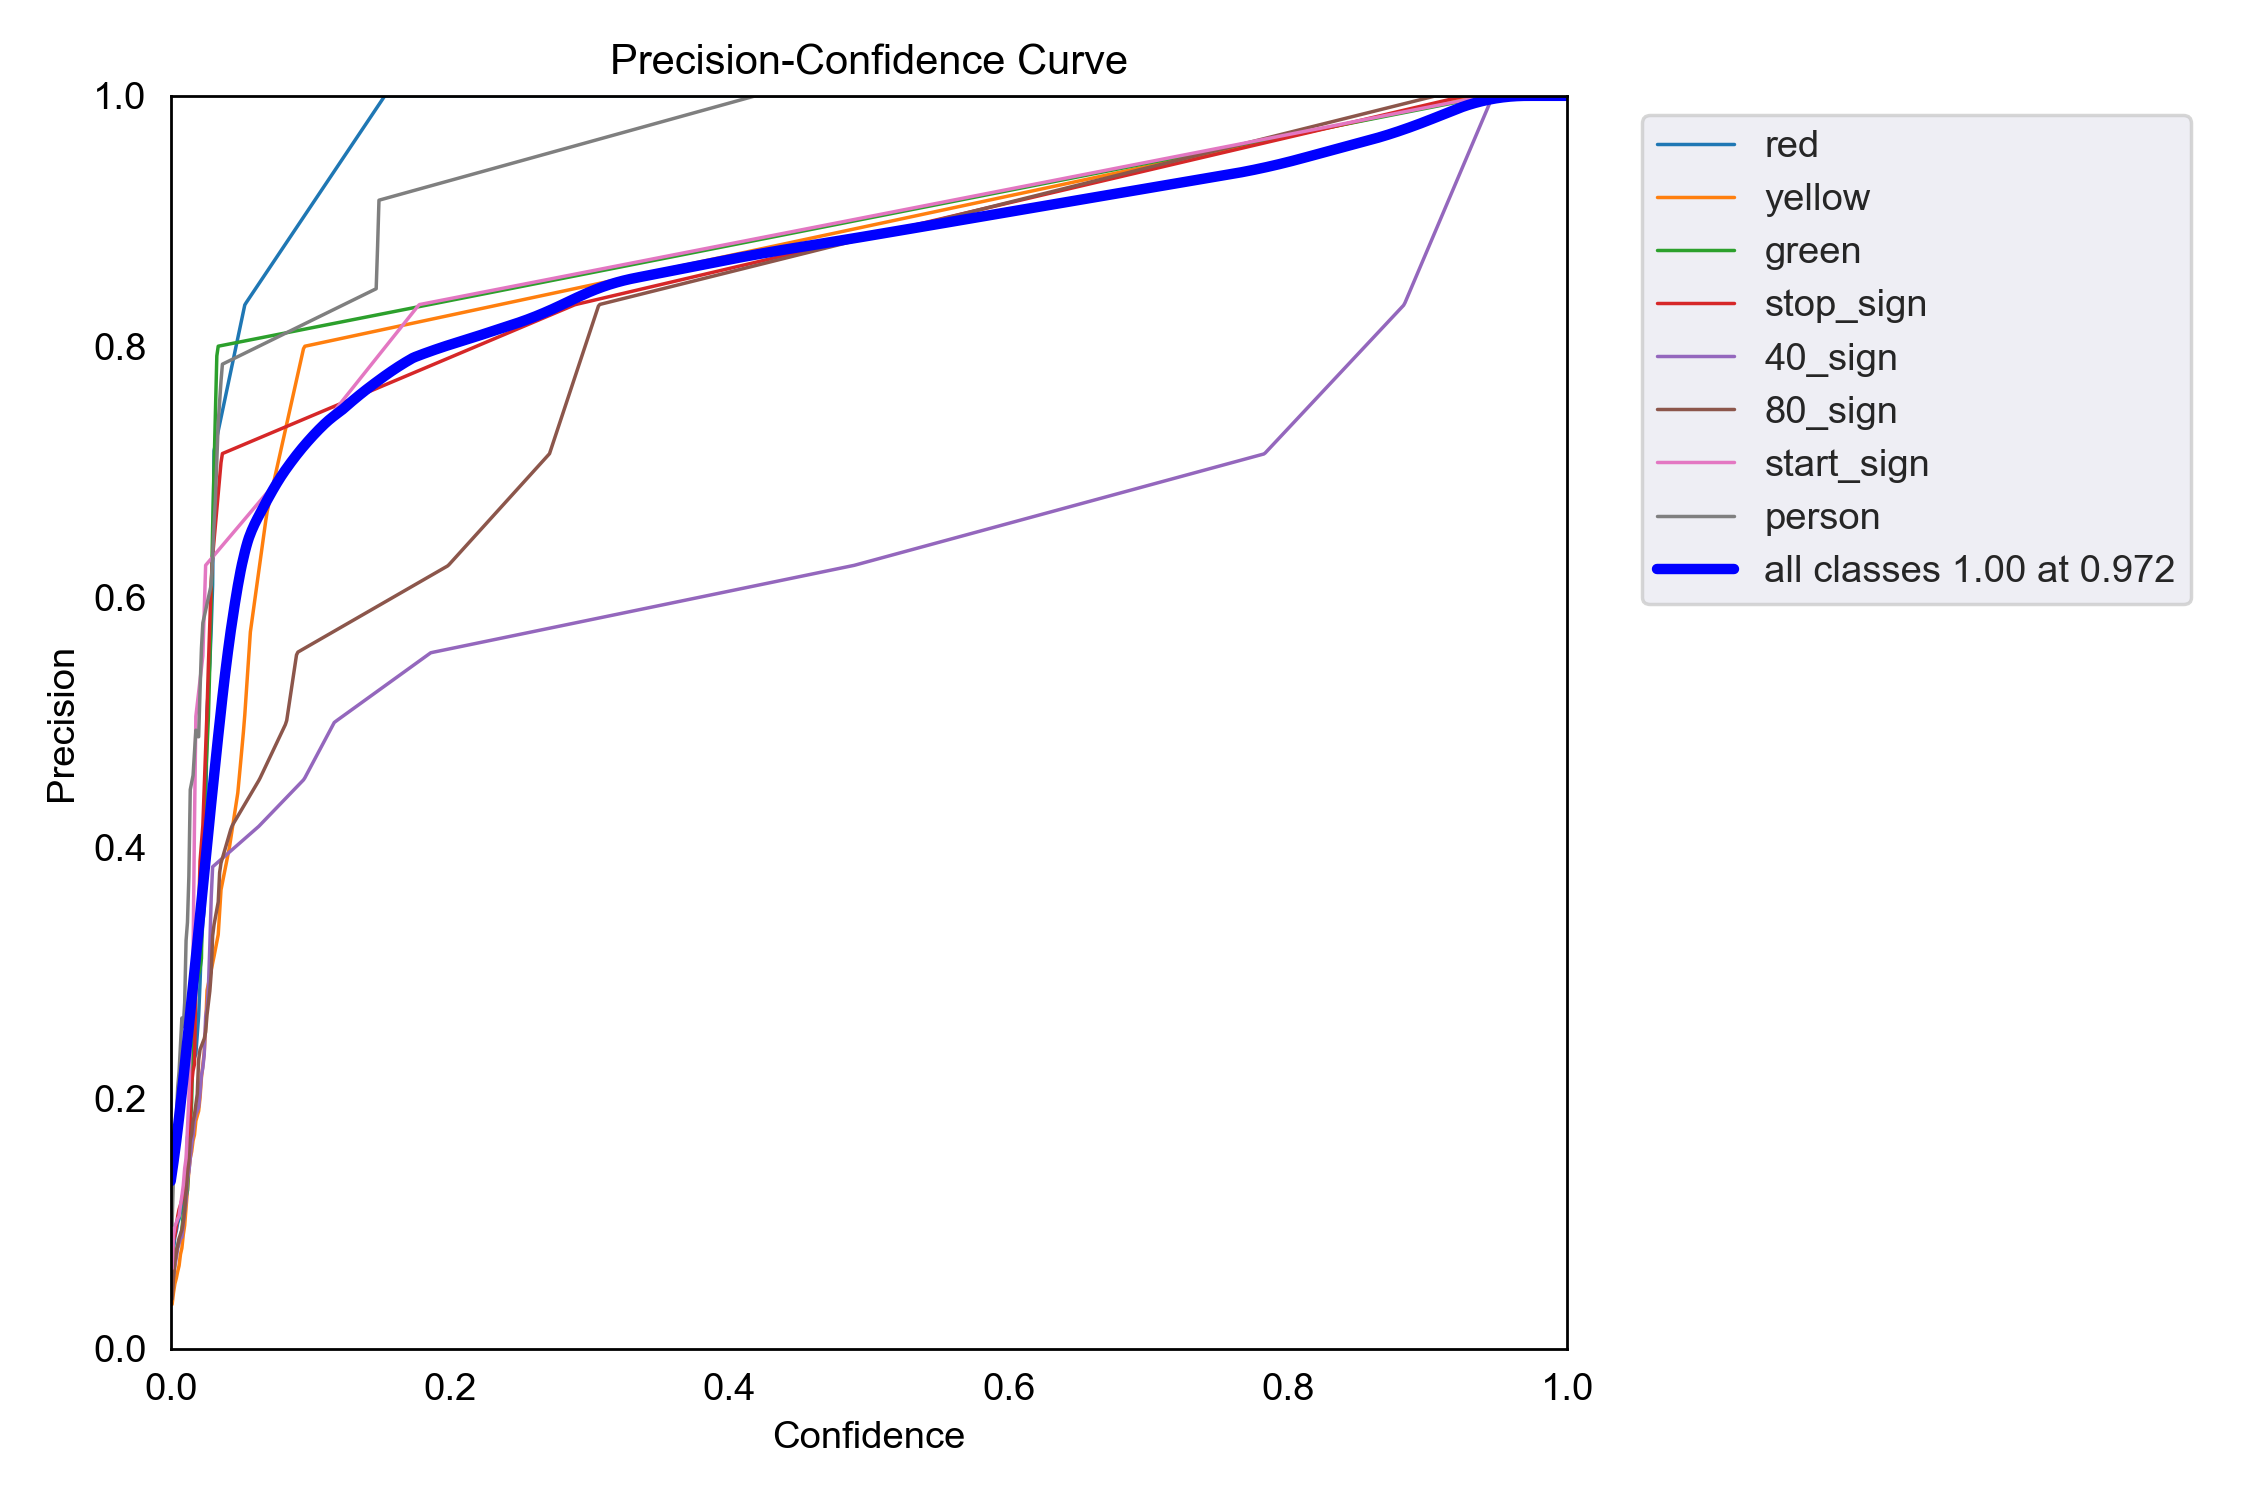 Precision-Confidence Curve
1.0
0.8
0.6
0.4
0.2
0.0
Precision
0.0 0.2 0.4 0.6 0.8 1.0
Confidence
red
yellow
green
stop_sign
40_sign
80_sign
start_sign
person
all classes 1.00 at 0.972